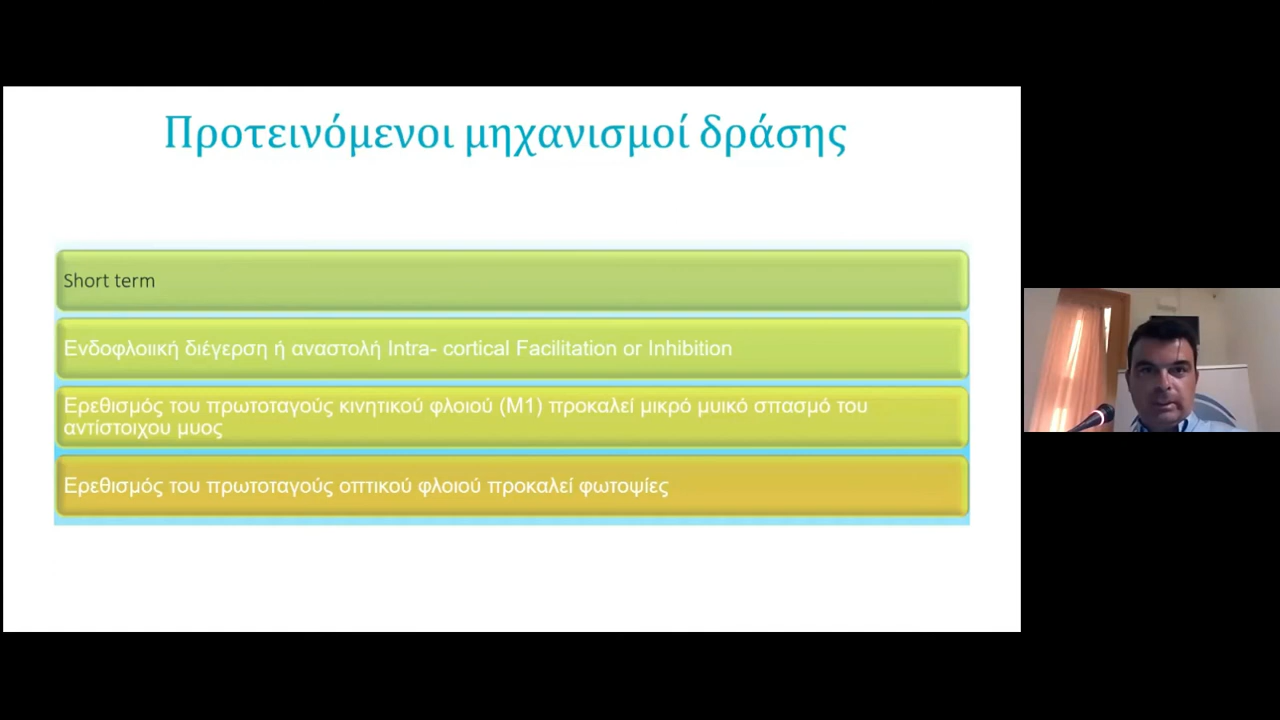 Προτεινόμενοι μηχανισμοί δράσης
Short term
Ενδοφλοιική διέγερση ή αναστολή Intra- cortical Facilitation or Inhibition
Ερεθισμός του πρωτοταγούς κινητικού φλοιού (Μ1) προκαλεί μικρό μυικό σπασμό του
αντίστοιχου μυος
Ερεθισμός του πρωτοταγούς οπτικού φλοιού προκαλεί φωτοψίες